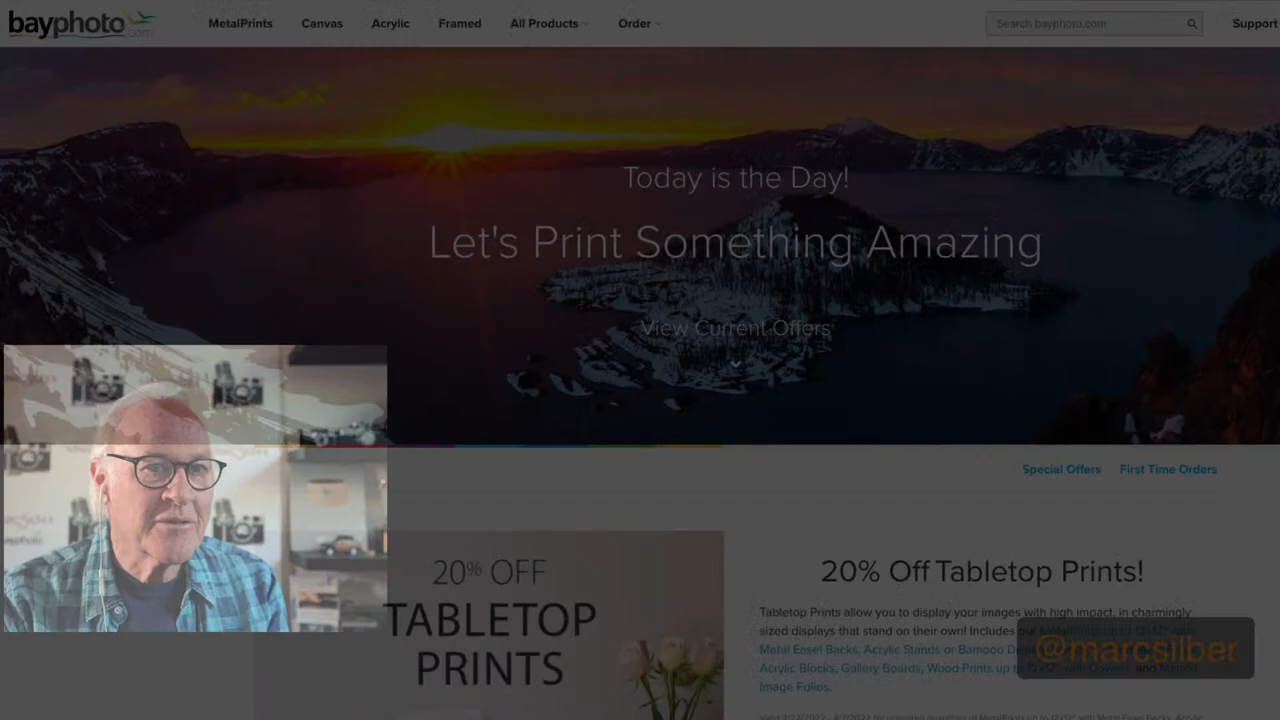 bayphoto.com
MetalPrints Canvas Acrylic Framed All Products Order
Search bayphoto.com
Support
Today is the Day!
Let's Print Something Amazing
View Current Offers
Special Offers First Time Orders
20% OFF
TABLETOP
PRINTS
20% Off Tabletop Prints!
Tabletop Prints allow you to display your images with high impact, in charmingly
sized displays that stand on their own! Includes our
Metal Easel Backs, Acrylic Stands or Bamboo
Acrylic Blocks, Gallery Boards, Wood Prints up to 12x12" with and
Image Folios.
@marcsilber